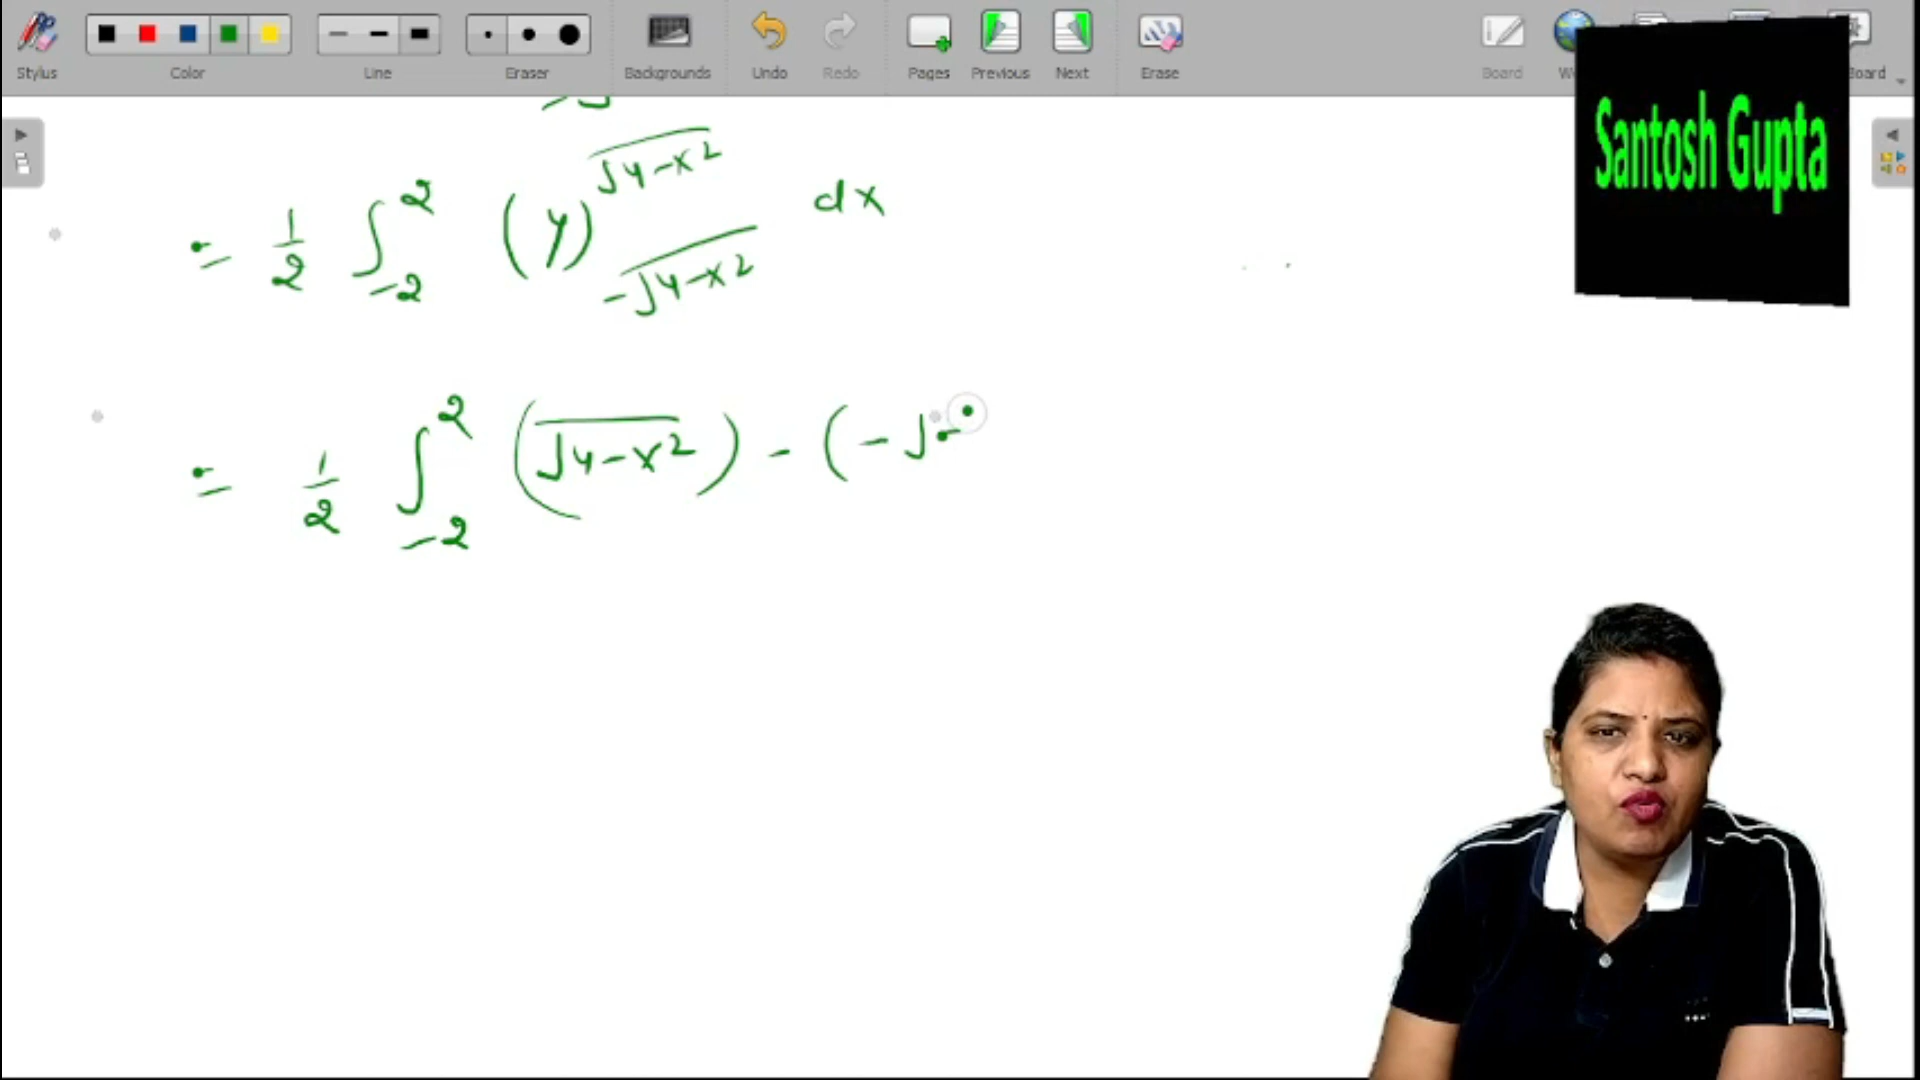 Stylus Color Line Eraser Backgrounds Undo Redo Pages Previous Next Erase Board
Santosh Gupta
= 1/2 ∫_{-2}^{2} (y)_{-√4-x²}^{√4-x²} dx
= 1/2 ∫_{-2}^{2} (√4-x²) - (-√